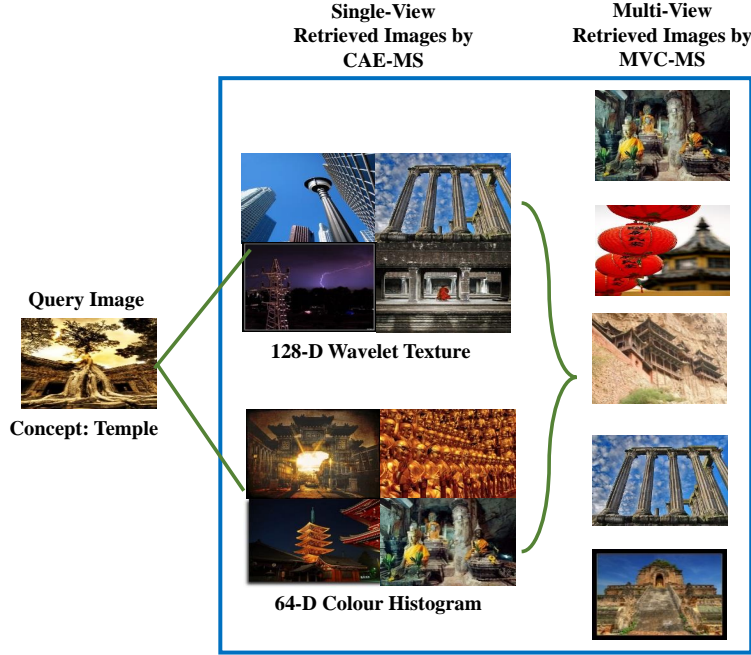 Single-View
Retrieved Images by
CAE-MS
Multi-View
Retrieved Images by
MVC-MS
Query Image
Concept: Temple
128-D Wavelet Texture
64-D Colour Histogram